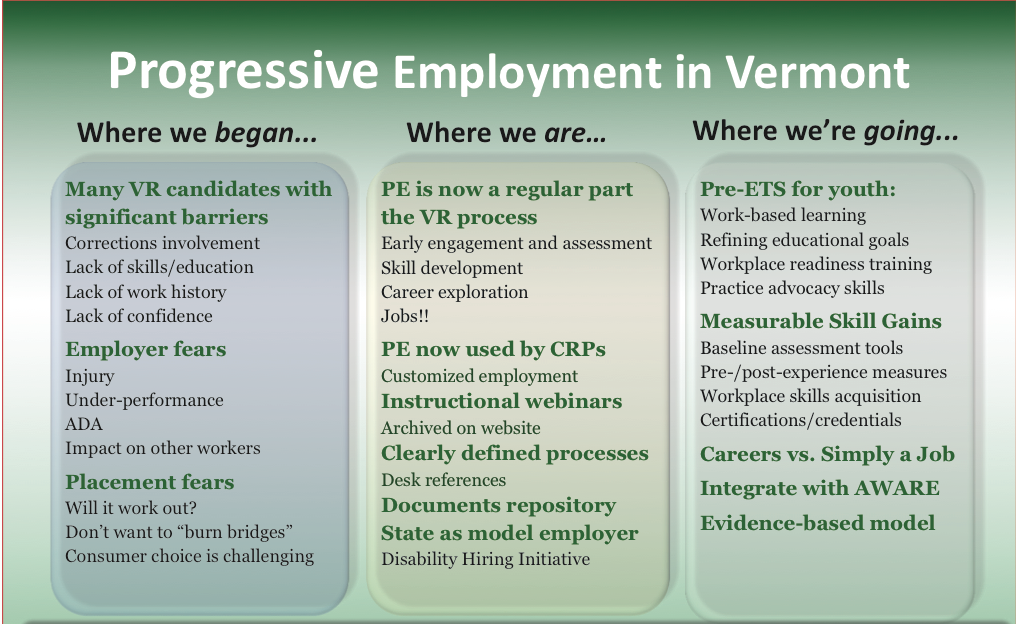 Progressive Employment in Vermont
Where we began...
Many VR candidates with
significant barriers
Corrections involvement
Lack of skills/education
Lack of work history
Lack of confidence
Employer fears
Injury
Under-performance
ADA
Impact on other workers
Placement fears
Will it work out?
Don’t want to “burn bridges”
Consumer choice is challenging
Where we are…
PE is now a regular part
the VR process
Early engagement and assessment
Skill development
Career exploration
Jobs!!
PE now used by CRPs
Customized employment
Instructional webinars
Archived on website
Clearly defined processes
Desk references
Documents repository
State as model employer
Disability Hiring Initiative
Where we’re going...
Pre-ETS for youth:
Work-based learning
Refining educational goals
Workplace readiness training
Practice advocacy skills
Measurable Skill Gains
Baseline assessment tools
Pre-/post-experience measures
Workplace skills acquisition
Certifications/credentials
Careers vs. Simply a Job
Integrate with AWARE
Evidence-based model